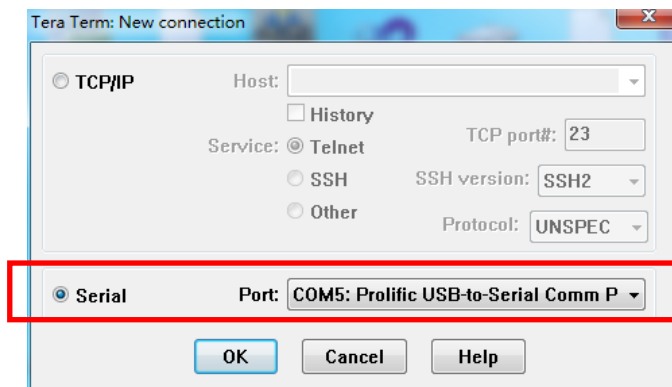 Tera Term: New connection
TCP/IP
Host:
History
Service:
Telnet
TCP port#:
23
SSH
SSH version:
SSH2
Other
Protocol:
UNSPEC
Serial
Port:
COM5: Prolific USB-to-Serial Comm P
OK
Cancel
Help